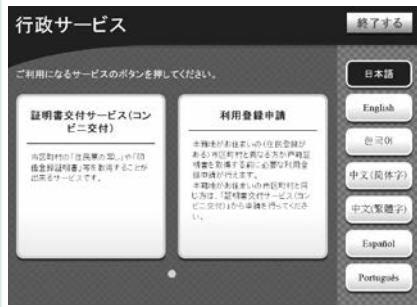 行政サービス
終了する
ご利用になるサービスのボタンを押してください。
証明書交付サービス(コン
ビニ交付)
市区町村の「住民票の写し」や「印
鑑登録証明書」等を取得することが
出来るサービスです。
利用登録申請
本籍地がお住まいの(住民登録が
ある)市区町村と異なる方が戸籍証
明書を取得する前に必要な利用登
録申請が行えます。
本籍地がお住まいの市区町村と同
じ方は、「証明書交付サービス(コン
ビニ交付)」から申請を行ってくださ
い。
日本語
English
한국어
中文(简体字)
中文(繁體字)
Español
Português